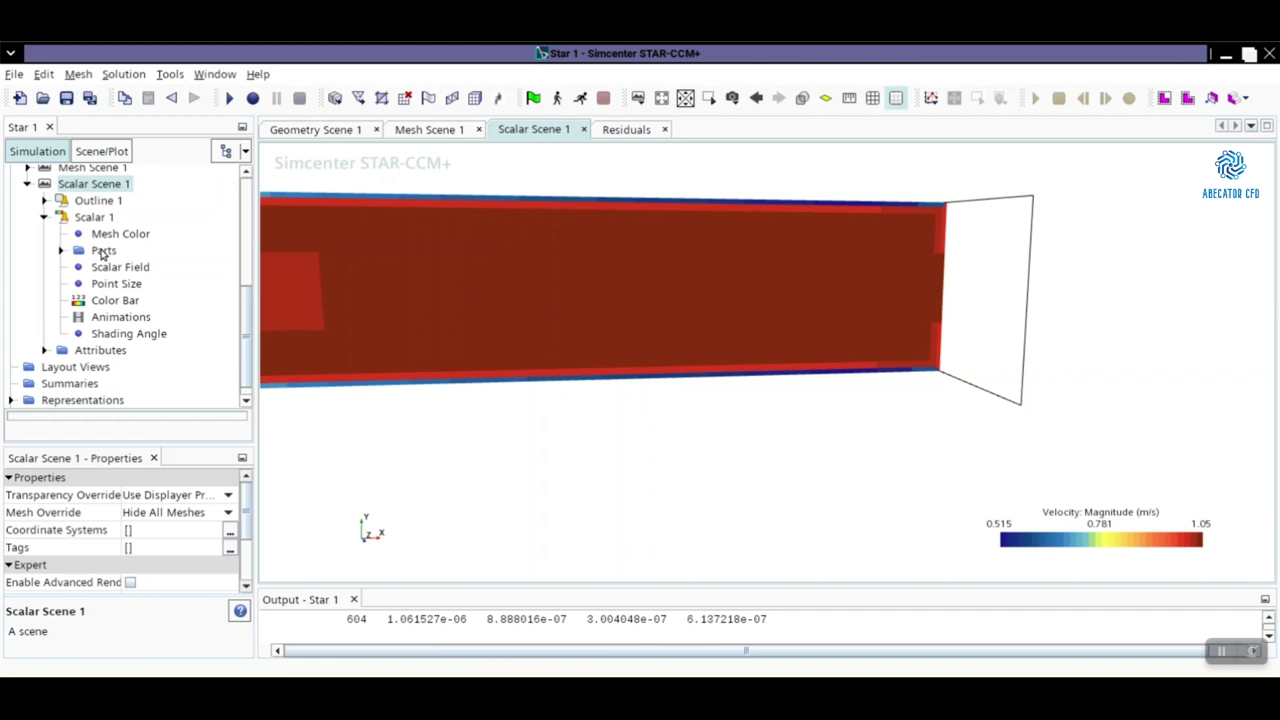 Star 1 - Simcenter STAR-CCM+
File Edit Mesh Solution Tools Window Help
Star 1
Simulation Scene/Plot
Mesh Scene 1
Scalar Scene 1
Outline 1
Scalar 1
Mesh Color
Parts
Scalar Field
Point Size
123 Color Bar
Animations
Shading Angle
Attributes
Layout Views
Summaries
Representations
Scalar Scene 1 - Properties
Properties
Transparency Override Use Displayer Pr...
Mesh Override Hide All Meshes
Coordinate Systems [] ...
Tags [] ...
Expert
Enable Advanced Rend
Scalar Scene 1
?
A scene
Geometry Scene 1 Mesh Scene 1 Scalar Scene 1 Residuals
Simcenter STAR-CCM+
ABECATOR CFD
Y
Z X
Velocity: Magnitude (m/s)
0.515 0.781 1.05
Output - Star 1
604 1.061527e-06 8.888016e-07 3.004048e-07 6.137218e-07